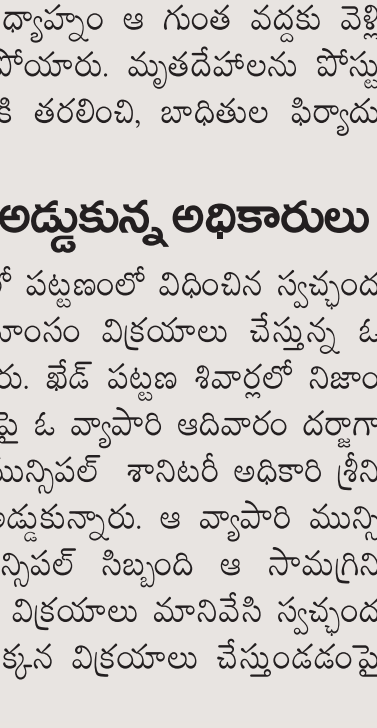 ధ్యాహ్నం ఆ గుంత వద్దకు వెళ్లి
పోయారు. మృతదేహాలను పోస్టు
కి తరలించి, బాధితుల ఫిర్యాదు
అడ్డుకున్న అధికారులు
లో పట్టణంలో విధించిన స్వచ్ఛంద
మాంసం విక్రయాలు చేస్తున్న ఓ
రు. ఖేడ్ పట్టణ శివార్లలో నిజాం
పై ఓ వ్యాపారి ఆదివారం దర్జాగా
మున్సిపల్ శానిటరీ అధికారి శ్రీని
అడ్డుకున్నారు. ఆ వ్యాపారి మున్సి
న్సిపల్ సిబ్బంది ఆ సామగ్రిని
విక్రయాలు మానివేసి స్వచ్ఛంద
క్కన విక్రయాలు చేస్తుండడంపై